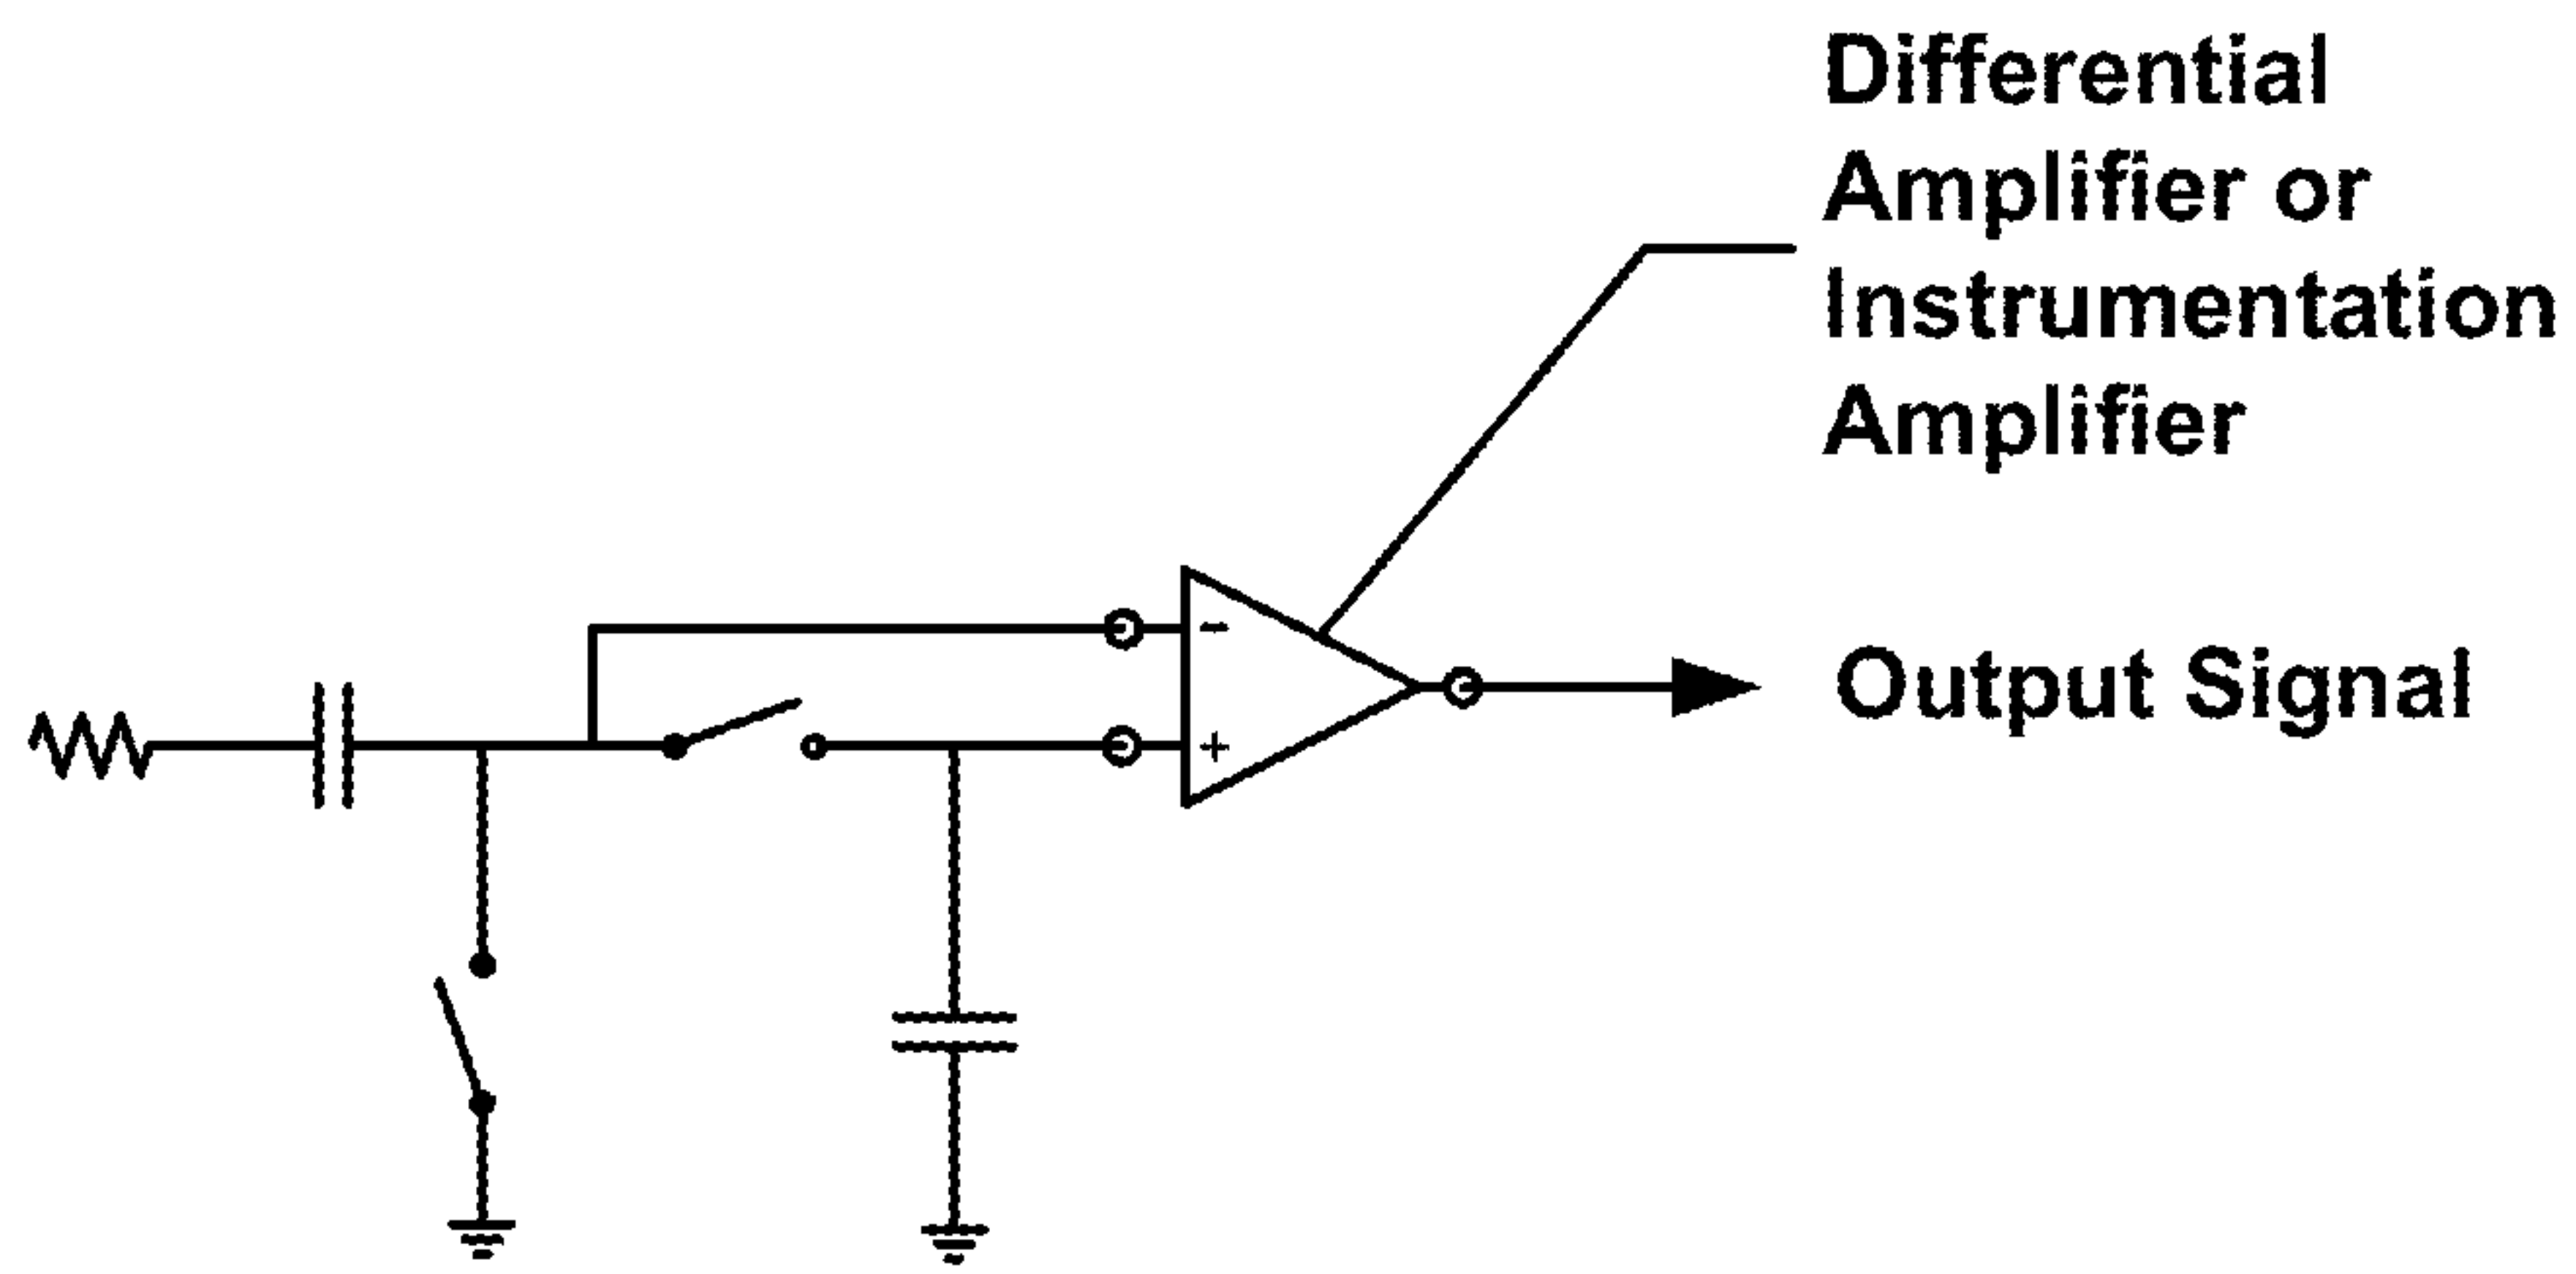 Differential
Amplifier or
Instrumentation
Amplifier
-
+
Output Signal